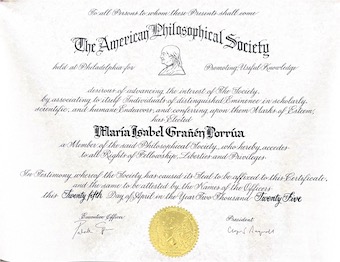 To all Persons to whom these Presents shall come
The American Philosophical Society
held at Philadelphia for Promoting Useful Knowledge
desirous of advancing the interest of The Society,
by associating to itself Individuals of distinguished Eminence in scholarly,
scientific, and human Endeavor, and conferring upon them Marks of Esteem,
has Elected
María Isabel Grañén Porrúa
a Member of the said Philosophical Society, who hereby accedes
to all Rights of Fellowship, Liberties and Privileges.
In Testimony whereof the Society has caused its Seal to be affixed to this Certificate,
and the same to be attested by the Names of the Officers
this Twenty fifth Day of April in the Year Two Thousand Twenty Five
Executive Officer President